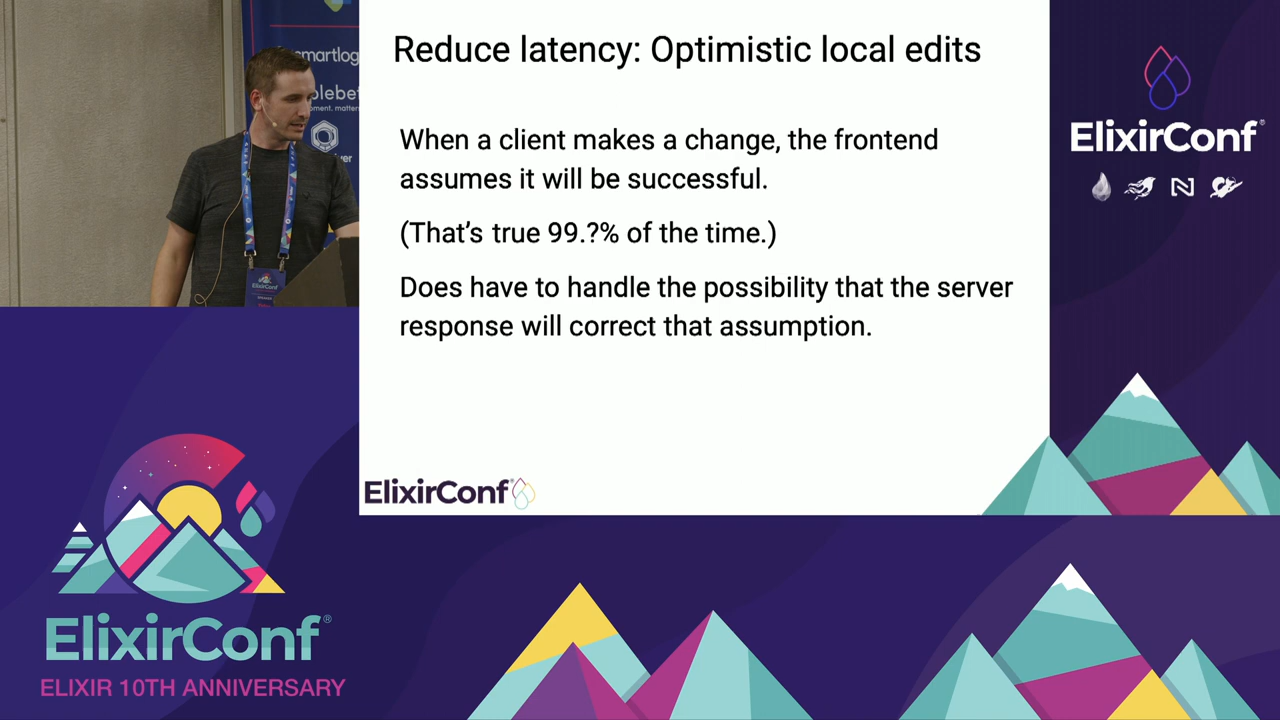 Reduce latency: Optimistic local edits
When a client makes a change, the frontend
assumes it will be successful.
(That's true 99.?% of the time.)
Does have to handle the possibility that the server
response will correct that assumption.
ElixirConf
ElixirConf®
ElixirConf®
ELIXIR 10TH ANNIVERSARY
smartlog